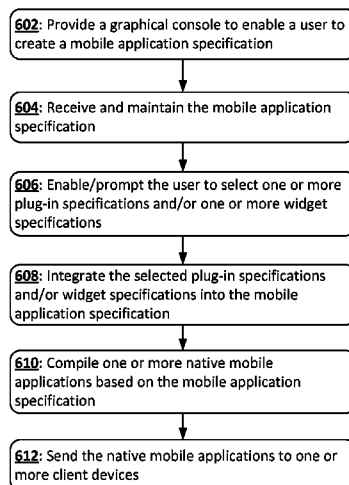 602: Provide a graphical console to enable a user to
create a mobile application specification
604: Receive and maintain the mobile application
specification
606: Enable/prompt the user to select one or more
plug-in specifications and/or one or more widget
specifications
608: Integrate the selected plug-in specifications
and/or widget specifications into the mobile
application specification
610: Compile one or more native mobile
applications based on the mobile application
specification
612: Send the native mobile applications to one or
more client devices